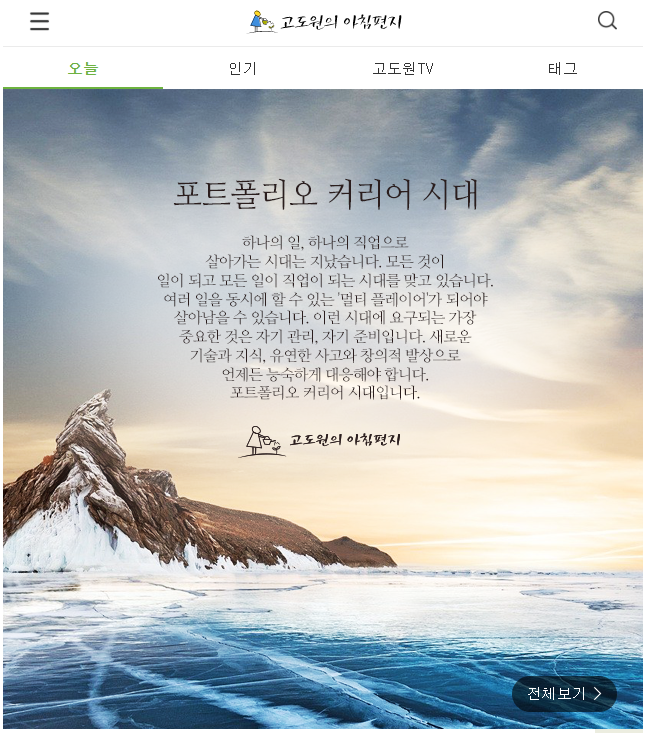 고도원의 아침편지
오늘
인기
고도원TV
태그
포트폴리오 커리어 시대
하나의 일, 하나의 직업으로
살아가는 시대는 지났습니다. 모든 것이
일이 되고 모든 일이 직업이 되는 시대를 맞고 있습니다.
여러 일을 동시에 할 수 있는 '멀티 플레이어'가 되어야
살아남을 수 있습니다. 이런 시대에 요구되는 가장
중요한 것은 자기 관리, 자기 준비입니다. 새로운
기술과 지식, 유연한 사고와 창의적 발상으로
언제든 능숙하게 대응해야 합니다.
포트폴리오 커리어 시대입니다.
고도원의 아침편지
전체보기